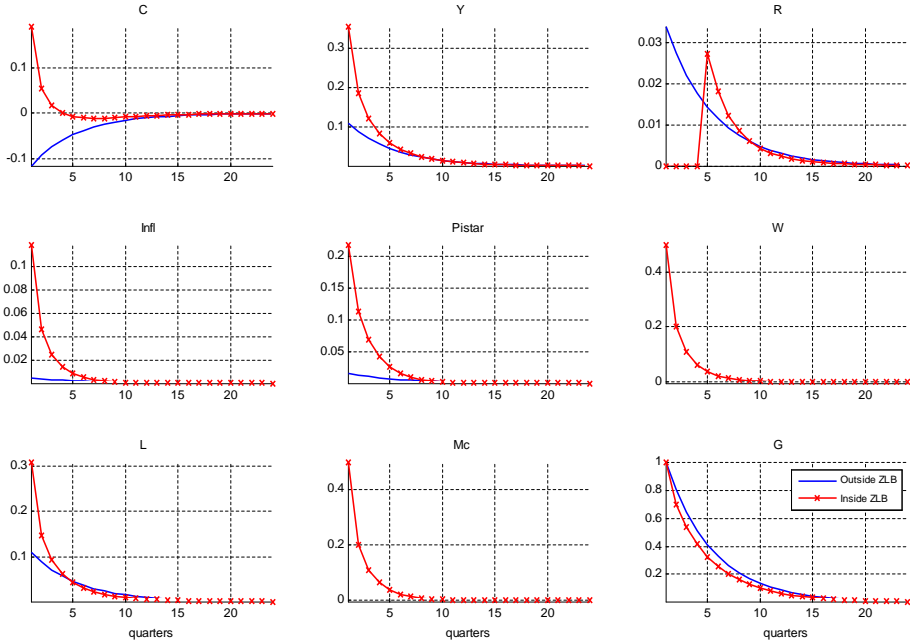 C
0.1
0
-0.1
5 10 15 20
Y
0.3
0.2
0.1
5 10 15 20
R
0.03
0.02
0.01
0
5 10 15 20
Infl
0.1
0.08
0.06
0.04
0.02
5 10 15 20
Pistar
0.2
0.15
0.1
0.05
5 10 15 20
W
0.4
0.2
0
5 10 15 20
L
0.3
0.2
0.1
5 10 15 20
quarters
Mc
0.4
0.2
0
5 10 15 20
quarters
G
1
0.8
0.6
0.4
0.2
5 10 15 20
quarters
Outside ZLB
Inside ZLB